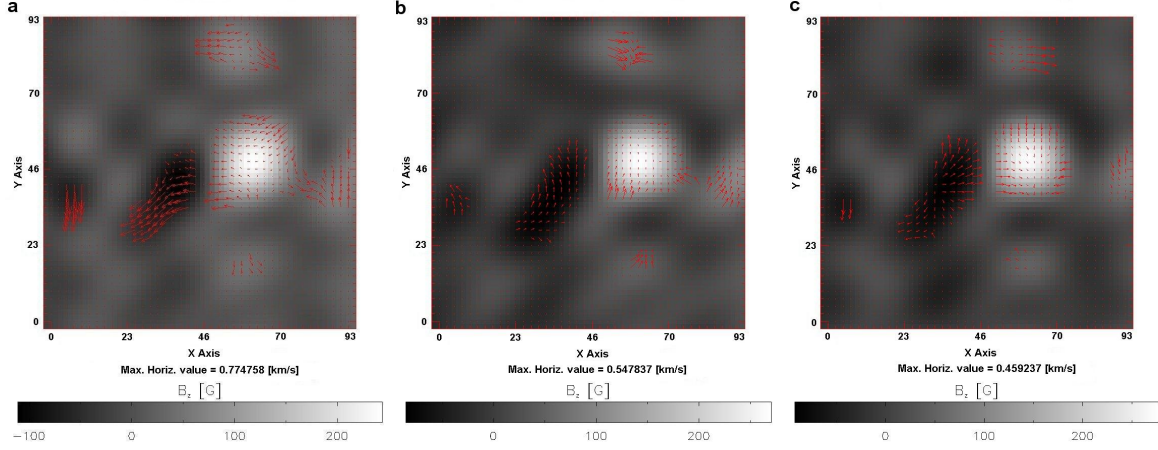 a b c
93 93 93
70 70 70
Y Axis Y Axis Y Axis
46 46 46
23 23 23
0 0 0
0 23 46 70 93 0 23 46 70 93 0 23 46 70 93
X Axis X Axis X Axis
Max. Horiz. value = 0.774758 [km/s] Max. Horiz. value = 0.547837 [km/s] Max. Horiz. value = 0.459237 [km/s]
Bz [G] Bz [G] Bz [G]
−100 0 100 200 0 100 200 0 100 200